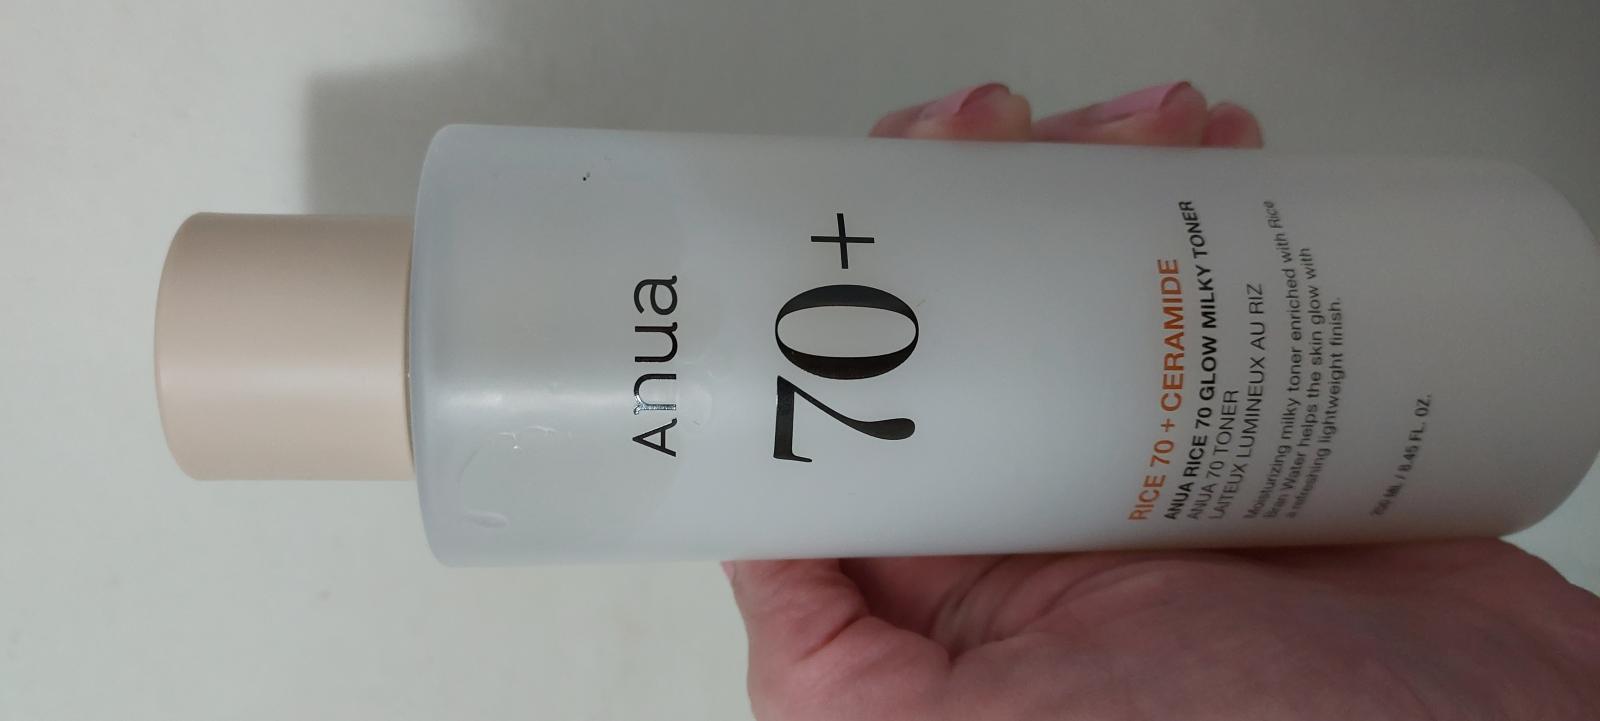 Anua
70+
RICE 70 + CERAMIDE
ANUA RICE 70 GLOW MILKY TONER
ANUA 70 TONER
LAITEUX LUMINEUX AU RIZ
Moisturizing milky toner enriched with Rice
Bran Water helps the skin glow with
a refreshing lightweight finish.
250 ML / 8.45 FL. OZ.